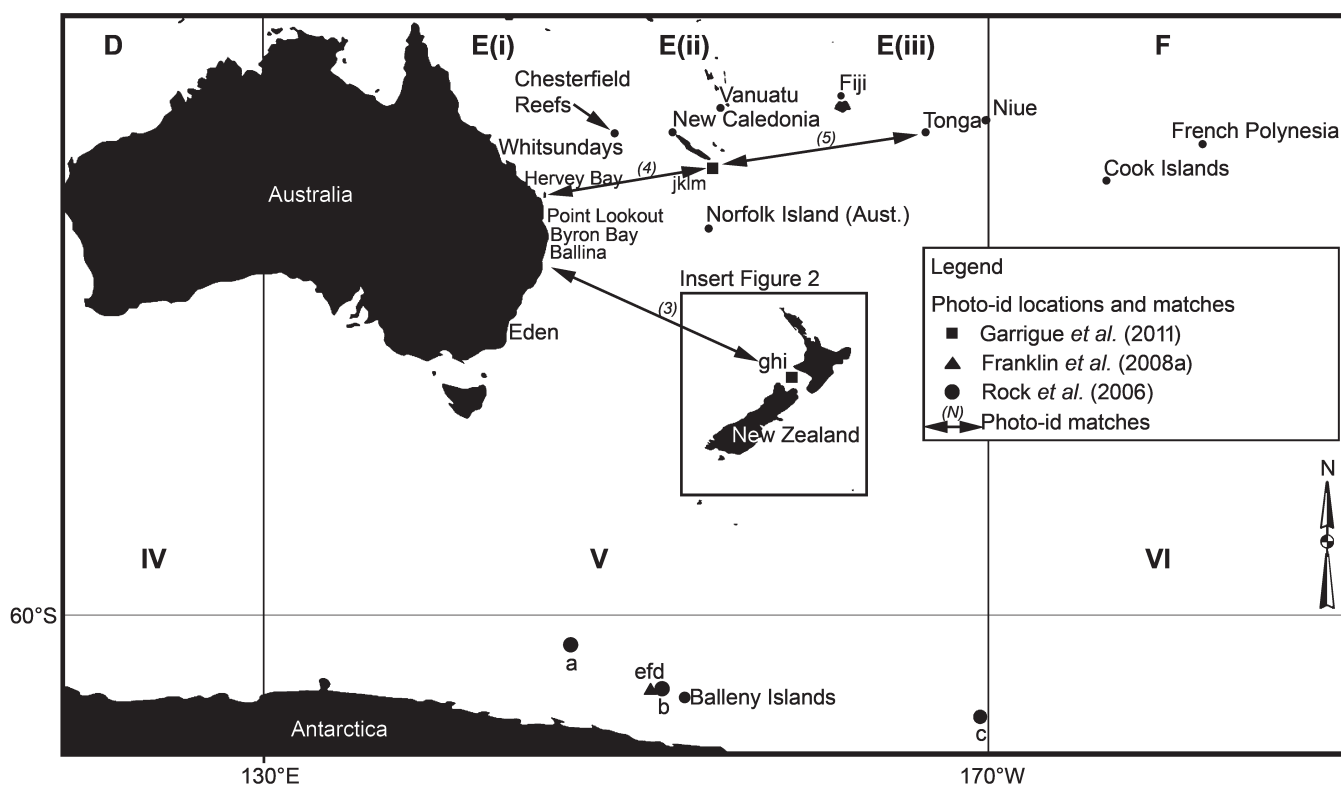 D
E(i)
E(ii)
E(iii)
F
Chesterfield
Reefs
Whitsundays
Vanuatu
New Caledonia
Fiji
Tonga
Niue
French Polynesia
Cook Islands
(5)
(4)
Hervey Bay
jklm
Australia
Point Lookout
Byron Bay
Ballina
Norfolk Island (Aust.)
Insert Figure 2
(3)
Eden
ghi
New Zealand
Legend
Photo-id locations and matches
Garrigue et al. (2011)
Franklin et al. (2008a)
Rock et al. (2006)
(N)
Photo-id matches
N
IV
V
VI
60°S
a
efd
b
Balleny Islands
c
Antarctica
130°E
170°W